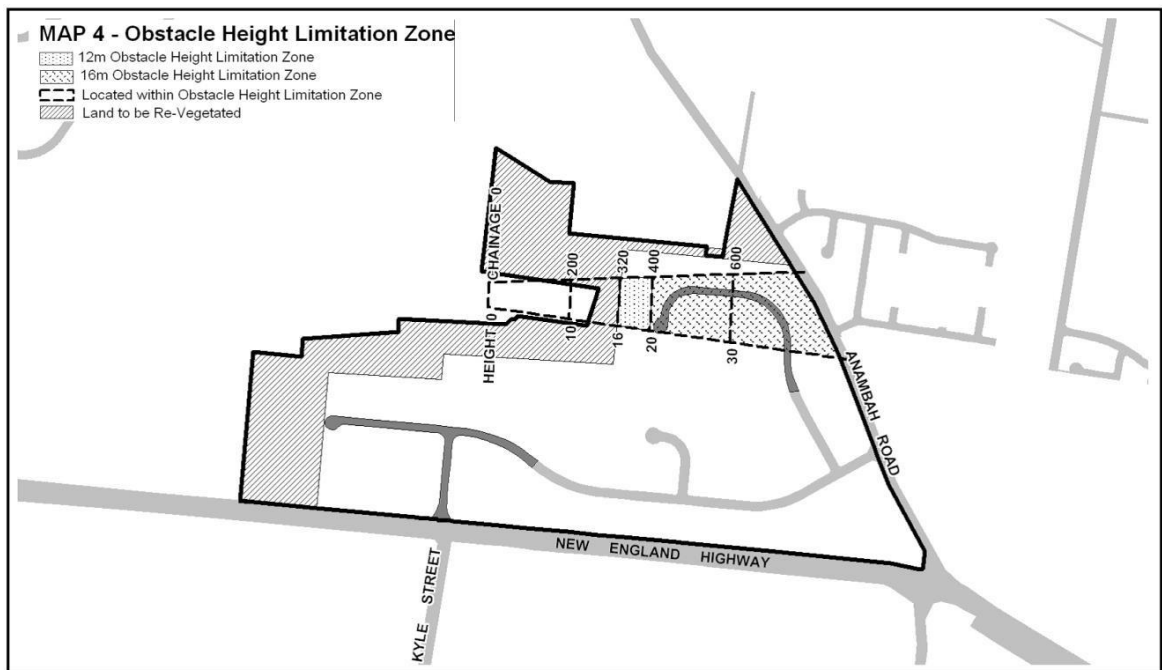 MAP 4 - Obstacle Height Limitation Zone
12m Obstacle Height Limitation Zone
16m Obstacle Height Limitation Zone
Located within Obstacle Height Limitation Zone
Land to be Re-Vegetated
CHAINAGE 0
200
320
400
600
HEIGHT 0
10
16
20
30
ANAMBAH ROAD
NEW ENGLAND HIGHWAY
KYLE STREET